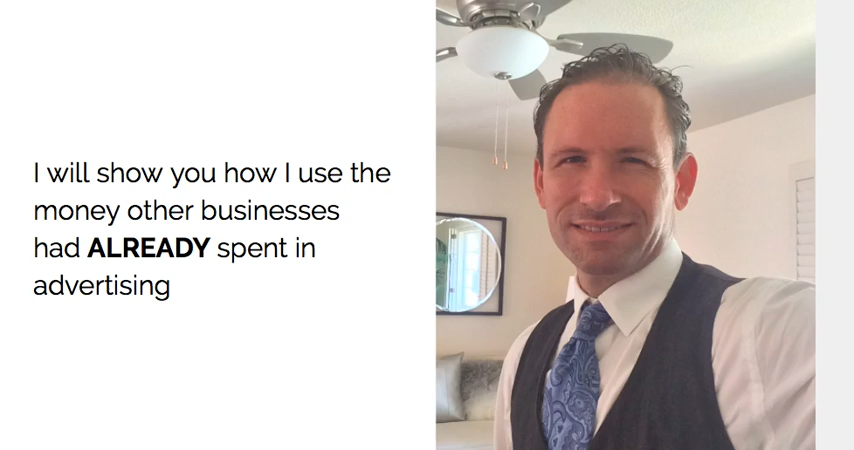 I will show you how I use the
money other businesses
had ALREADY spent in
advertising